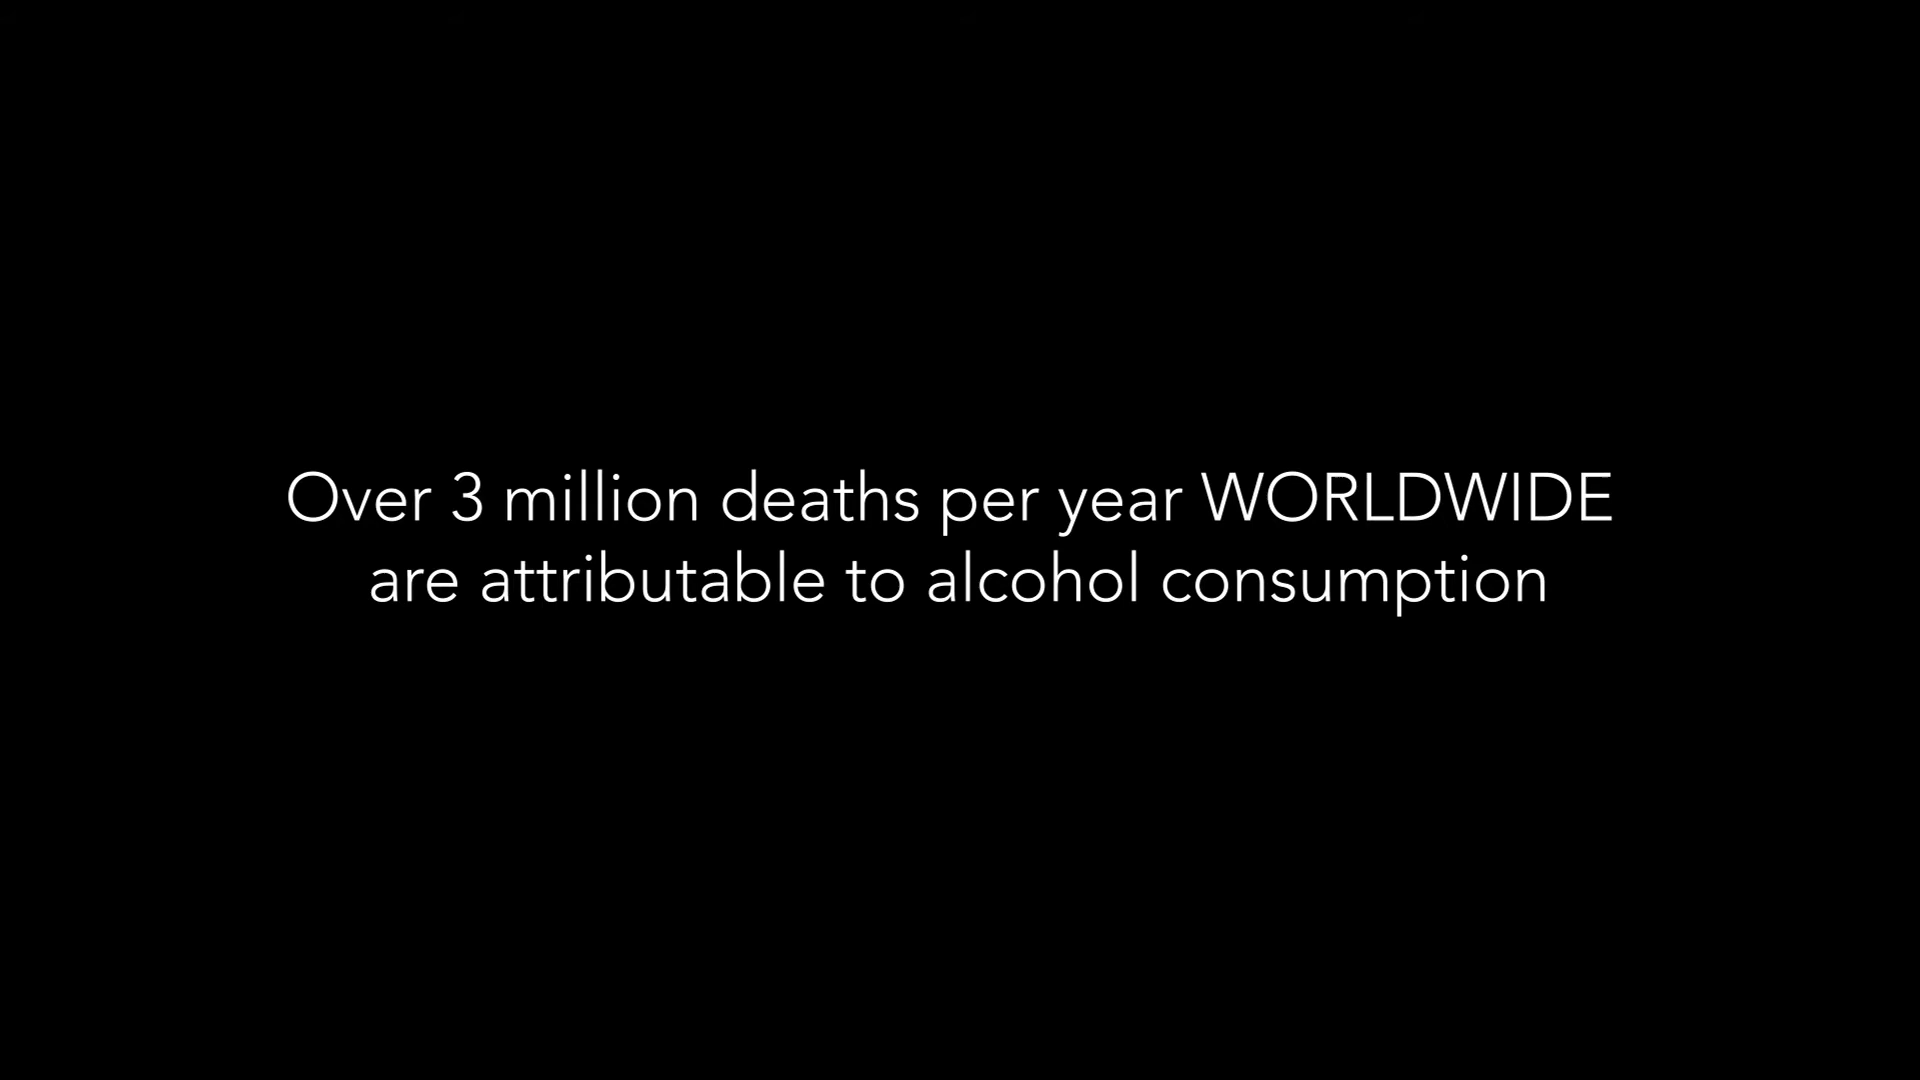 Over 3 million deaths per year WORLDWIDE
are attributable to alcohol consumption